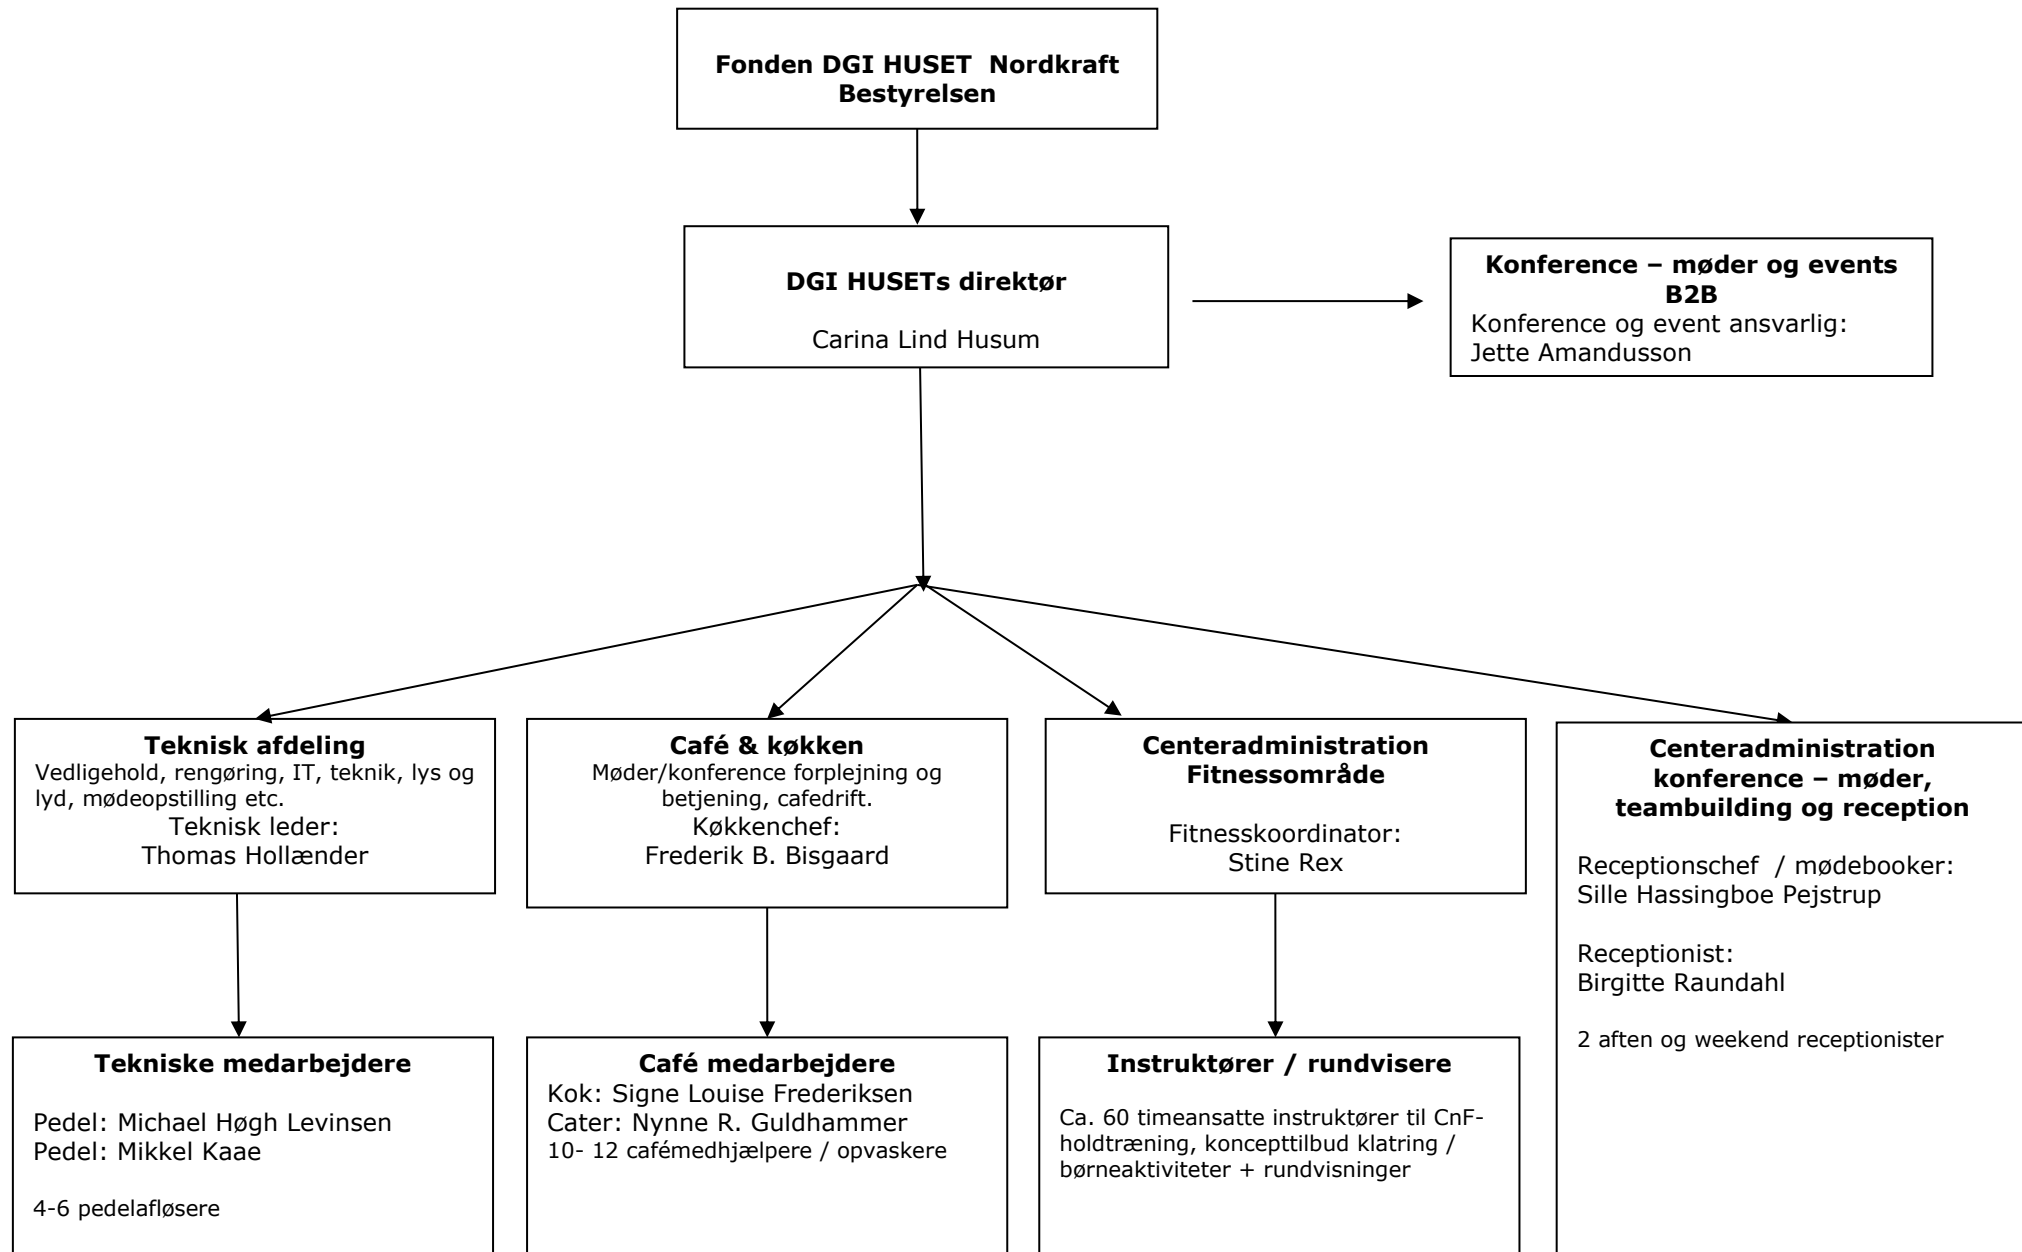 Fonden DGI HUSET  Nordkraft
Bestyrelsen
DGI HUSETs direktør
Carina Lind Husum
Konference – møder og events
B2B
Konference og event ansvarlig:
Jette Amandusson
Teknisk afdeling
Vedligehold, rengøring, IT, teknik, lys og
lyd, mødeopstilling etc.
Teknisk leder:
Thomas Hollænder
Café & køkken
Møder/konference forplejning og
betjening, cafedrift.
Køkkenchef:
Frederik B. Bisgaard
Centeradministration
Fitnessområde
Fitnesskoordinator:
Stine Rex
Centeradministration
konference – møder,
teambuilding og reception
Receptionschef  / mødebooker:
Sille Hassingboe Pejstrup
Receptionist:
Birgitte Raundahl
2 aften og weekend receptionister
Tekniske medarbejdere
Pedel: Michael Høgh Levinsen
Pedel: Mikkel Kaae
4-6 pedelafløsere
Café medarbejdere
Kok: Signe Louise Frederiksen
Cater: Nynne R. Guldhammer
10- 12 cafémedhjælpere / opvaskere
Instruktører / rundvisere
Ca. 60 timeansatte instruktører til CnF-
holdtræning, koncepttilbud klatring /
børneaktiviteter + rundvisninger